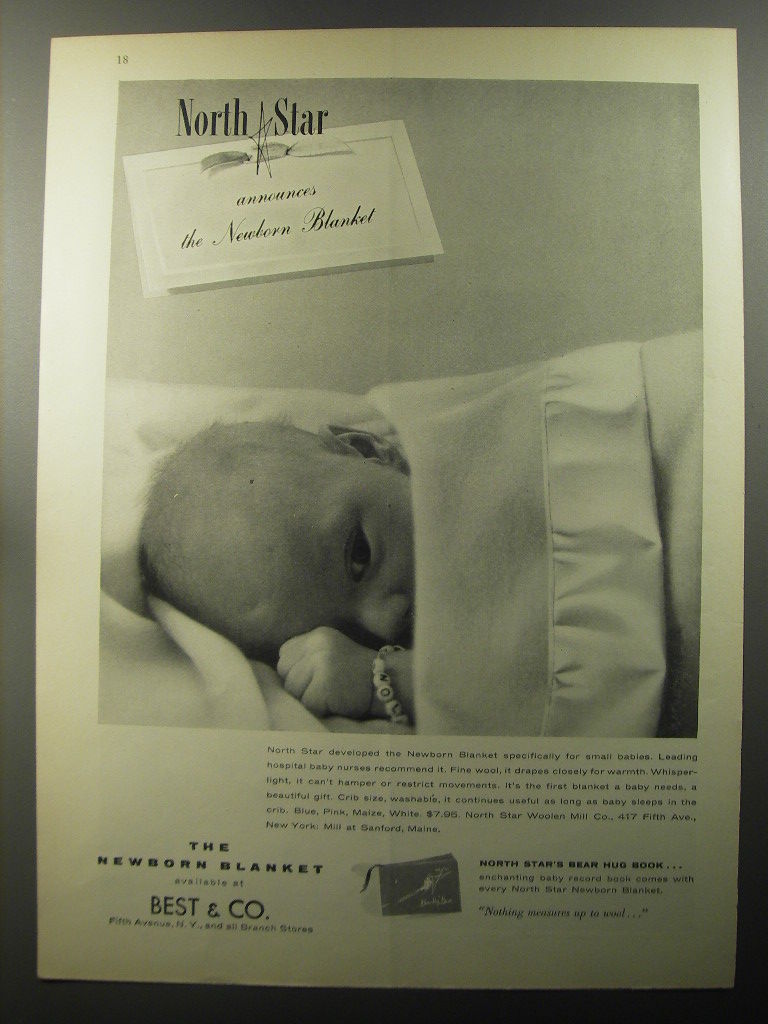 18
North Star
announces
the Newborn Blanket
NOL
North Star developed the Newborn Blanket specifically for small babies. Leading
hospital baby nurses recommend it. Fine wool, it drapes closely for warmth. Whisper-
light, it can't hamper or restrict movements. It's the first blanket a baby needs, a
beautiful gift. Crib size, washable, it continues useful as long as baby sleeps in the
crib. Blue, Pink, Maize, White. $7.95. North Star Woolen Mill Co., 417 Fifth Ave.,
New York; Mill at Sanford, Maine.
THE
NEWBORN BLANKET
available at
BEST & CO.
Fifth Avenue, N. Y., and all Branch Stores
NORTH STAR'S BEAR HUG BOOK...
enchanting baby record book comes with
every North Star Newborn Blanket.
"Nothing measures up to wool..."